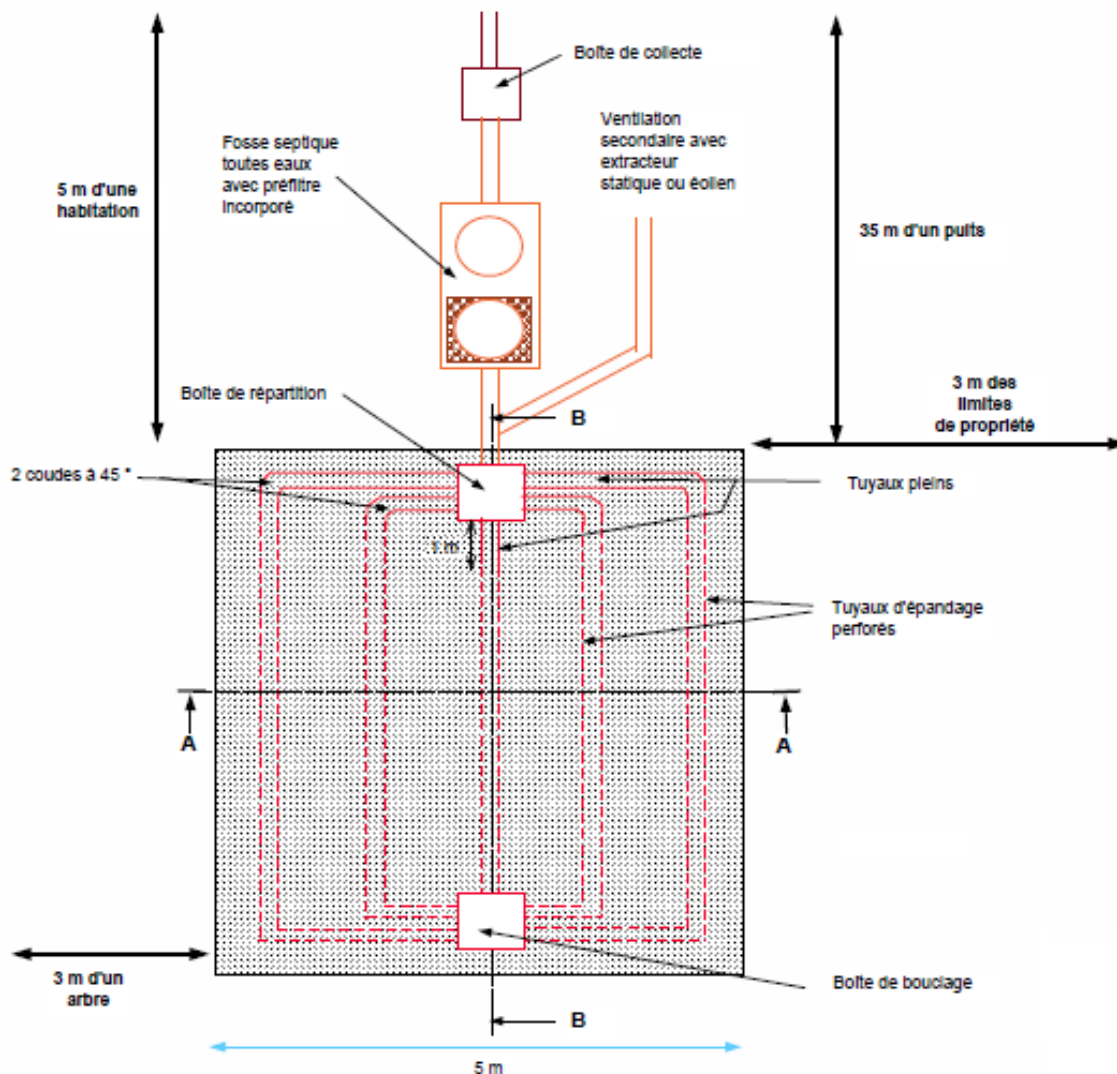 Boîte de collecte
Ventilation
secondaire avec
extracteur
statique ou éolien
Fosse septique
toutes eaux
avec préfiltre
incorporé
5 m d'une
habitation
35 m d'un puits
Boîte de répartition
B
3 m des
limites
de propriété
2 coudes à 45 °
Tuyaux pleins
1 m
Tuyaux d'épandage
perforés
A
A
3 m d'un
arbre
Boîte de bouclage
B
5 m